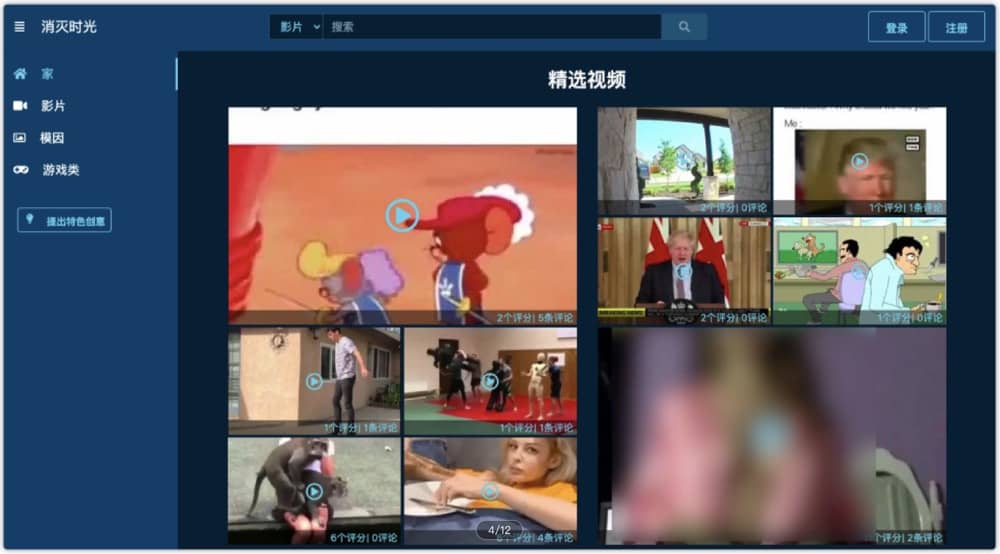 消灭时光
影片
搜索
登录
注册
家
影片
模因
游戏类
提出特色创意
精选视频
Me :
2个评分| 5条评论
2个评分| 0评论
1个评分| 1条评论
2个评分| 0评论
1个评分| 0评论
1个评分| 1条评论
1个评分| 1条评论
6个评分| 0评论
4/12
个评分| 4条评论
个评分| 2条评论